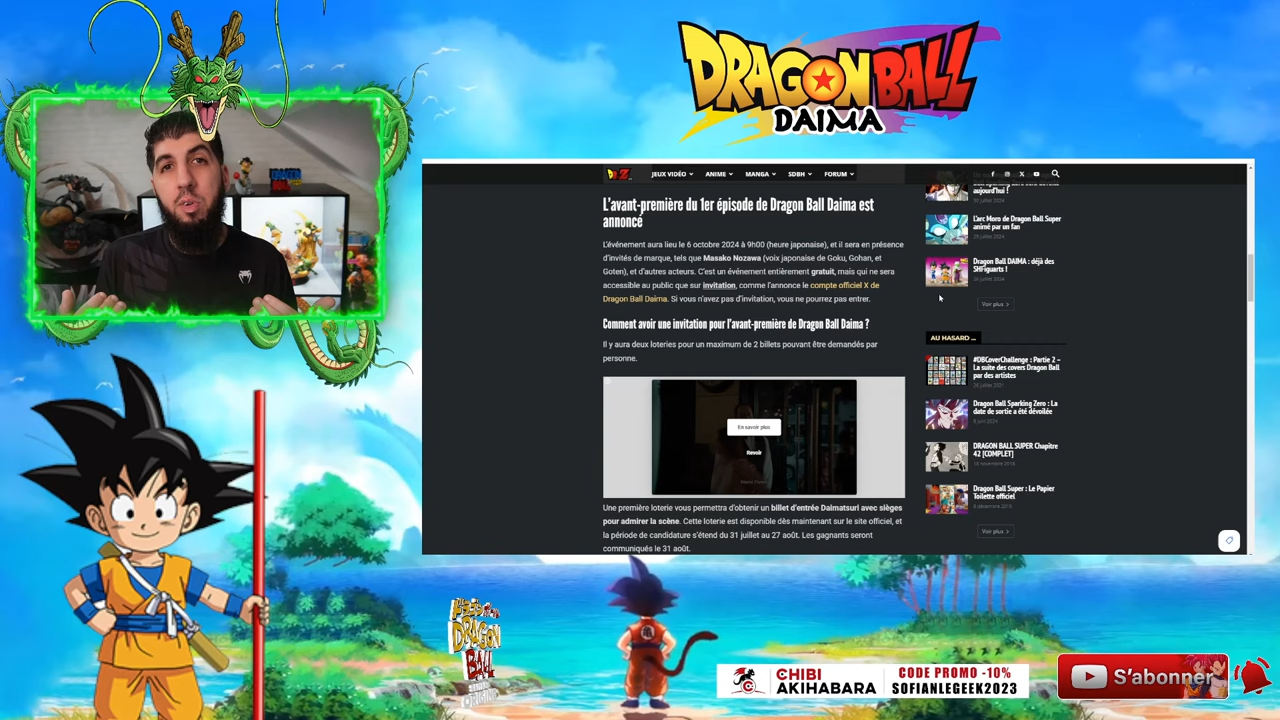 DRAGON BALL
DAIMA
JEUX VIDÉO
ANIME
MANGA
SDBH
FORUM
L'avant-première du 1er épisode de Dragon Ball Daima est
annoncé
L'événement aura lieu le 6 octobre 2024 à 9h00 (heure japonaise), et il sera en présence
d'invités de marque, tels que Masako Nozawa (voix japonaise de Goku, Gohan, et
Goten), et d'autres acteurs. C'est un événement entièrement gratuit, mais qui ne sera
accessible au public que sur invitation, comme l'annonce le compte officiel X de
Dragon Ball Daima. Si vous n'avez pas d'invitation, vous ne pourrez pas entrer.
Comment avoir une invitation pour l'avant-première de Dragon Ball Daima ?
Il y aura deux loteries pour un maximum de 2 billets pouvant être demandés par
personne.
En savoir plus
Revoir
Une première loterie vous permettra d'obtenir un billet d'entrée Daimatsuri avec sièges
pour admirer la scène. Cette loterie est disponible dès maintenant sur le site officiel, et
la période de candidature s'étend du 31 juillet au 27 août. Les gagnants seront
communiqués le 31 août.
aujourd'hui !
30 juillet 2024
L'arc Moro de Dragon Ball Super
animé par un fan
Dragon Ball DAIMA : déjà des
SHFiguarts !
Voir plus >
AU HASARD ...
#DBCoverChallenge : Partie 2 –
La suite des covers Dragon Ball
par des artistes
Dragon Ball Sparking Zero : La
date de sortie a été dévoilée
DRAGON BALL SUPER Chapitre
42 [COMPLET]
Dragon Ball Super : Le Papier
Toilette officiel
Voir plus >
CHIBI
AKIHABARA
CODE PROMO -10%
SOFIANLEGEEK2023
S'abonner